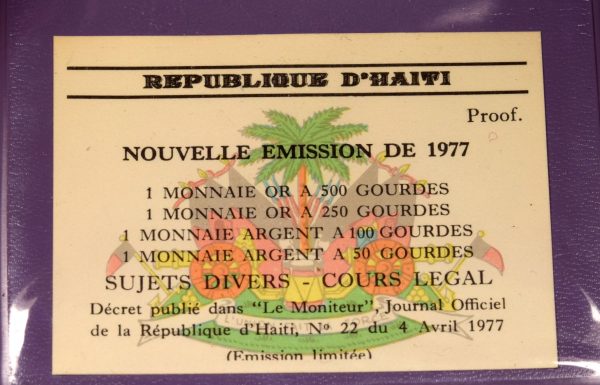 REPUBLIQUE D'HAITI
Proof.
NOUVELLE EMISSION DE 1977
1 MONNAIE OR A 500 GOURDES
1 MONNAIE OR A 250 GOURDES
1 MONNAIE ARGENT A 100 GOURDES
1 MONNAIE ARGENT A 50 GOURDES
SUJETS DIVERS - COURS LEGAL
Décret publié dans "Le Moniteur", Journal Officiel
de la République d'Haiti, Nº 22 du 4 Avril 1977
(Emission limitée)